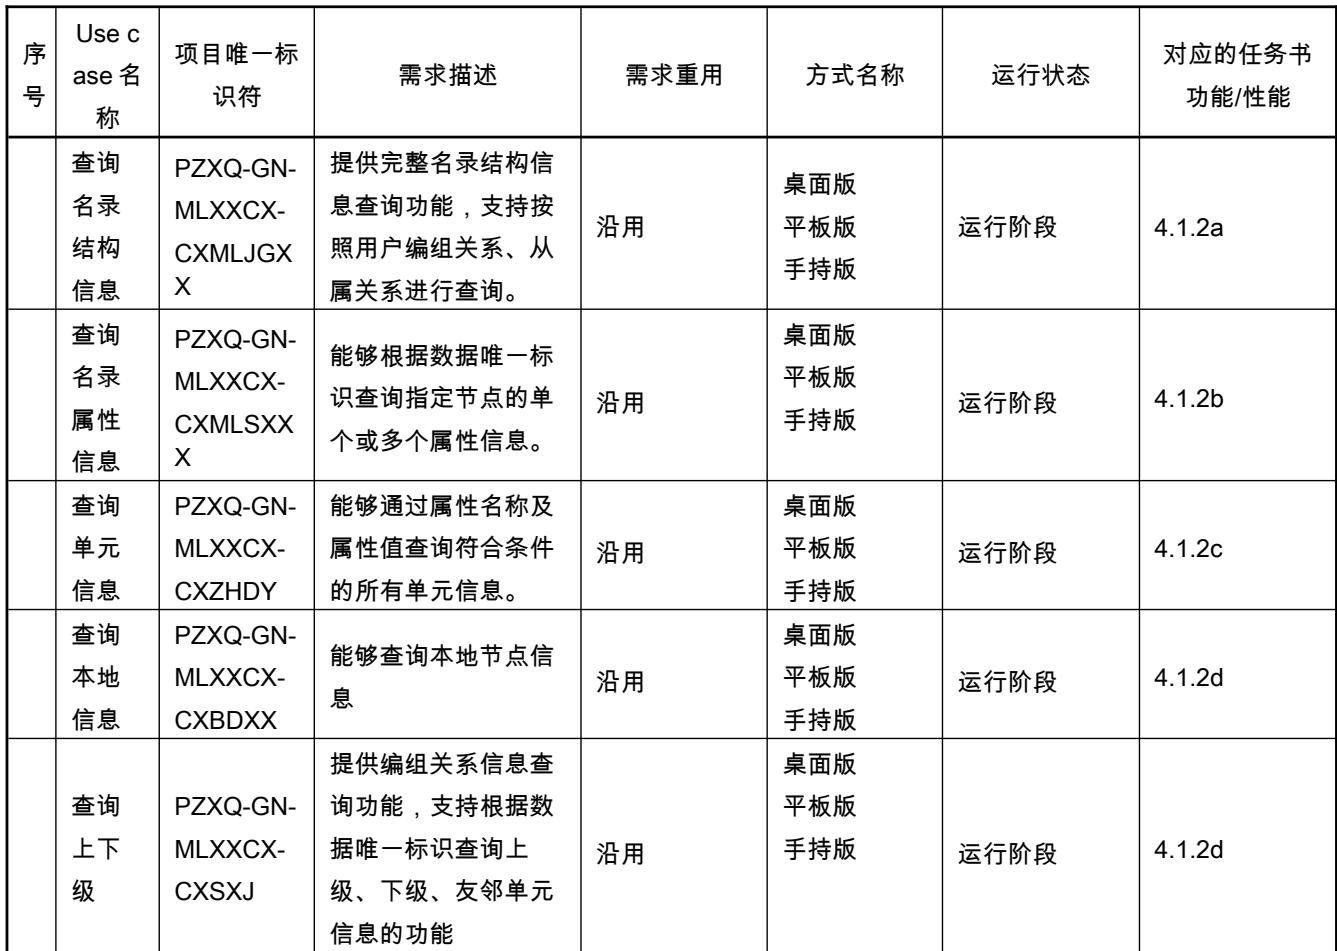 序号
Use case 名称
项目唯一标识符
需求描述
需求重用
方式名称
运行状态
对应的任务书功能/性能
查询
名录
结构
信息
PZXQ-GN-
MLXXCX-
CXMLJGX
X
提供完整名录结构信
息查询功能，支持按
照用户编组关系、从
属关系进行查询。
沿用
桌面版
平板版
手持版
运行阶段
4.1.2a
查询
名录
属性
信息
PZXQ-GN-
MLXXCX-
CXMLSXX
X
能够根据数据唯一标
识查询指定节点的单
个或多个属性信息。
沿用
桌面版
平板版
手持版
运行阶段
4.1.2b
查询
单元
信息
PZXQ-GN-
MLXXCX-
CXZHDY
能够通过属性名称及
属性值查询符合条件
的所有单元信息。
沿用
桌面版
平板版
手持版
运行阶段
4.1.2c
查询
本地
信息
PZXQ-GN-
MLXXCX-
CXBDXX
能够查询本地节点信
息
沿用
桌面版
平板版
手持版
运行阶段
4.1.2d
查询
上下
级
PZXQ-GN-
MLXXCX-
CXSXJ
提供编组关系信息查
询功能，支持根据数
据唯一标识查询上
级、下级、友邻单元
信息的功能
沿用
桌面版
平板版
手持版
运行阶段
4.1.2d